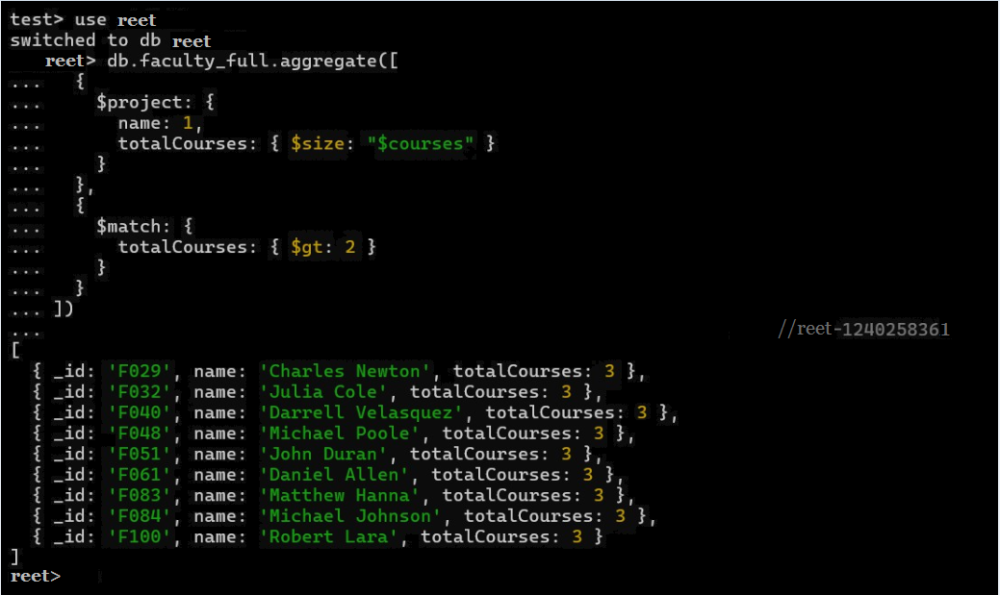 test> use reet
switched to db reet
reet> db.faculty_full.aggregate([
...   {
...     $project: {
...       name: 1,
...       totalCourses: { $size: "$courses" }
...     }
...   },
...   {
...     $match: {
...       totalCourses: { $gt: 2 }
...     }
...   }
... ])
... //reet-1240258361
[
  { _id: 'F029', name: 'Charles Newton', totalCourses: 3 },
  { _id: 'F032', name: 'Julia Cole', totalCourses: 3 },
  { _id: 'F040', name: 'Darrell Velasquez', totalCourses: 3 },
  { _id: 'F048', name: 'Michael Poole', totalCourses: 3 },
  { _id: 'F051', name: 'John Duran', totalCourses: 3 },
  { _id: 'F061', name: 'Daniel Allen', totalCourses: 3 },
  { _id: 'F083', name: 'Matthew Hanna', totalCourses: 3 },
  { _id: 'F084', name: 'Michael Johnson', totalCourses: 3 },
  { _id: 'F100', name: 'Robert Lara', totalCourses: 3 }
]
reet>